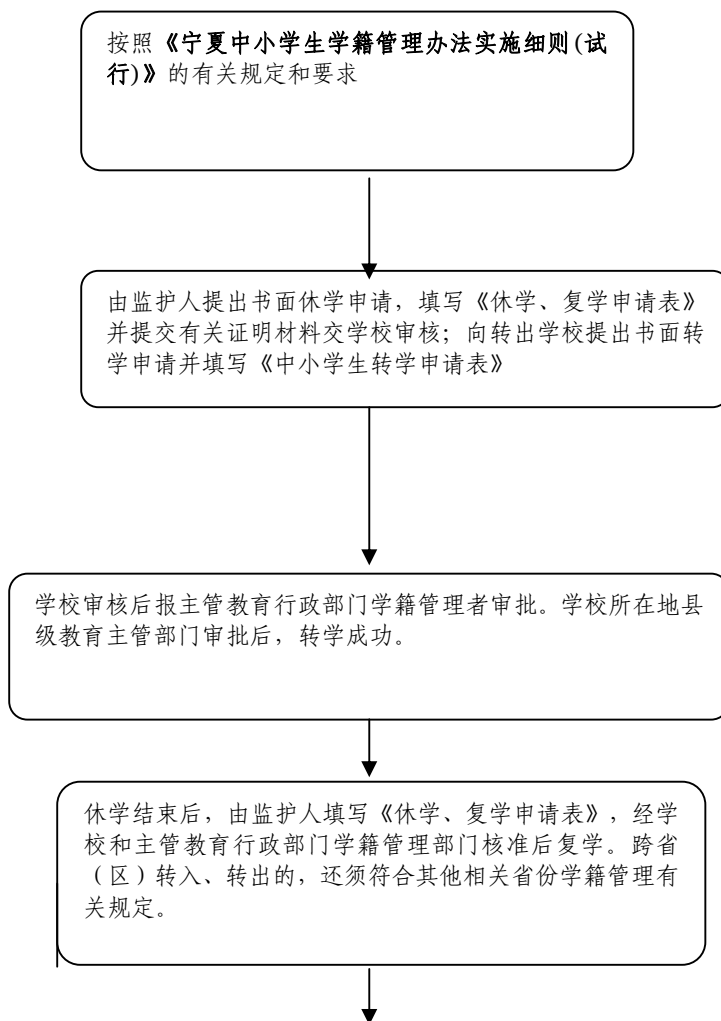 按照《宁夏中小学生学籍管理办法实施细则(试
行)》的有关规定和要求
由监护人提出书面休学申请，填写《休学、复学申请表》
并提交有关证明材料交学校审核；向转出学校提出书面转
学申请并填写《中小学生转学申请表》
学校审核后报主管教育行政部门学籍管理者审批。学校所在地县
级教育主管部门审批后，转学成功。
休学结束后，由监护人填写《休学、复学申请表》，经学
校和主管教育行政部门学籍管理部门核准后复学。跨省
（区）转入、转出的，还须符合其他相关省份学籍管理有
关规定。